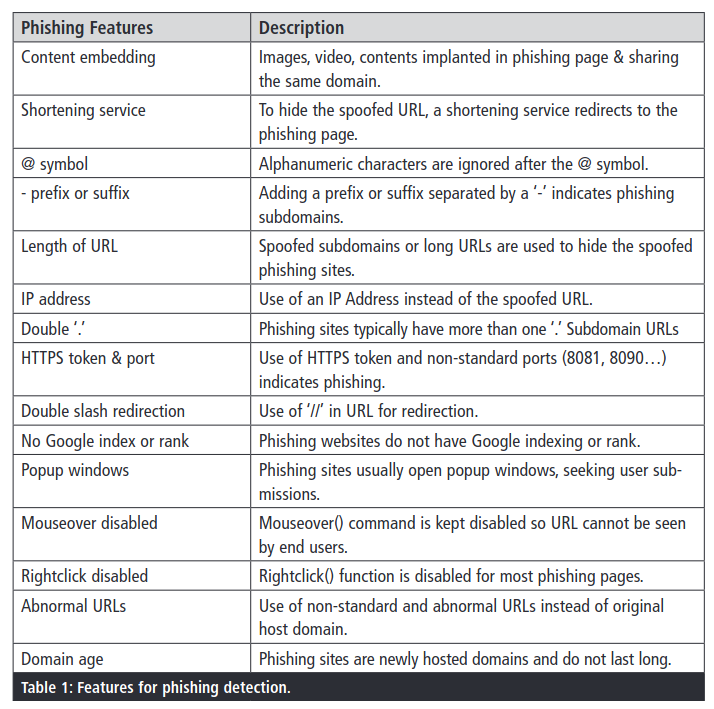 Phishing Features Description
Content embedding Images, video, contents implanted in phishing page & sharing
the same domain.
Shortening service To hide the spoofed URL, a shortening service redirects to the
phishing page.
@ symbol Alphanumeric characters are ignored after the @ symbol.
- prefix or suffix Adding a prefix or suffix separated by a ‘-’ indicates phishing
subdomains.
Length of URL Spoofed subdomains or long URLs are used to hide the spoofed
phishing sites.
IP address Use of an IP Address instead of the spoofed URL.
Double ‘.’ Phishing sites typically have more than one ‘.’ Subdomain URLs
HTTPS token & port Use of HTTPS token and non-standard ports (8081, 8090…)
indicates phishing.
Double slash redirection Use of ‘//’ in URL for redirection.
No Google index or rank Phishing websites do not have Google indexing or rank.
Popup windows Phishing sites usually open popup windows, seeking user sub-
missions.
Mouseover disabled Mouseover() command is kept disabled so URL cannot be seen
by end users.
Rightclick disabled Rightclick() function is disabled for most phishing pages.
Abnormal URLs Use of non-standard and abnormal URLs instead of original
host domain.
Domain age Phishing sites are newly hosted domains and do not last long.
Table 1: Features for phishing detection.